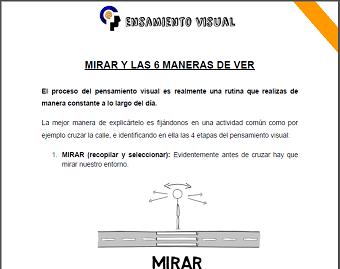 PENSAMIENTO VISUAL
MIRAR Y LAS 6 MANERAS DE VER
El proceso del pensamiento visual es realmente una rutina que realizas de
manera constante a lo largo del día.
La mejor manera de explicártelo es fijándonos en una actividad común como por
ejemplo cruzar la calle, e identificando en ella las 4 etapas del pensamiento visual:
1. MIRAR (recopilar y seleccionar): Evidentemente antes de cruzar hay que
mirar nuestro entorno.
MIRAR